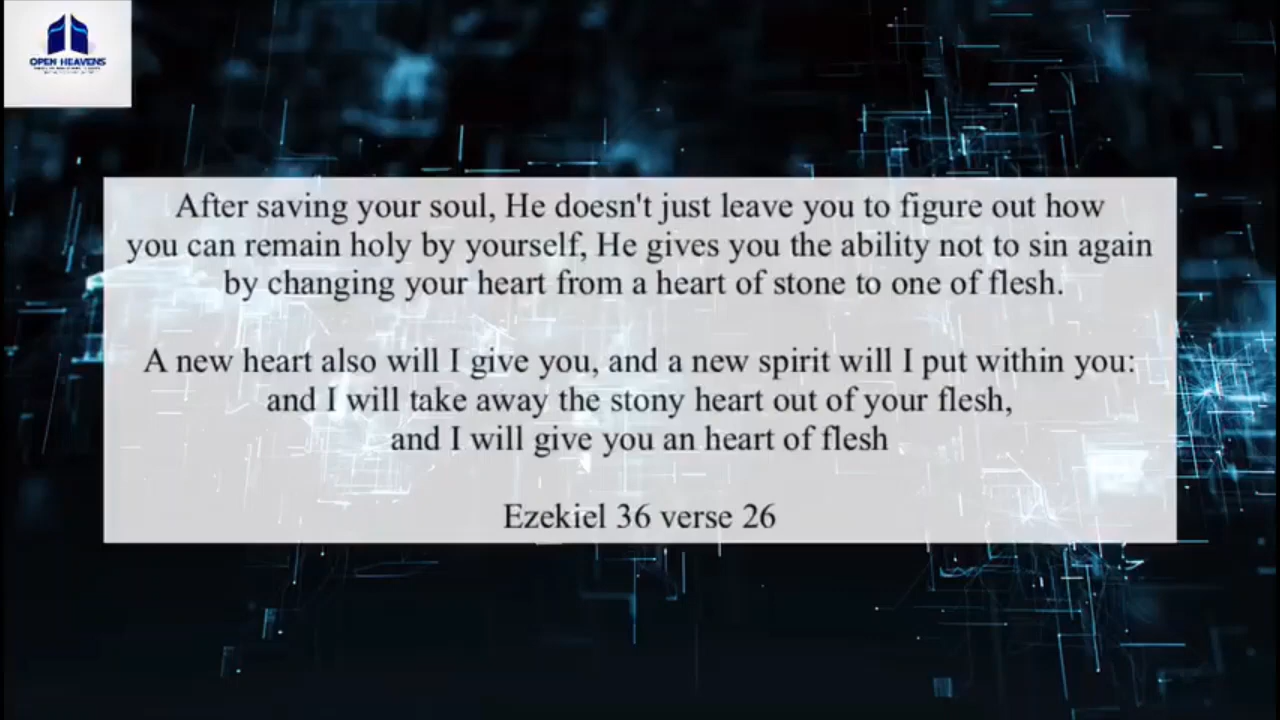 OPEN HEAVENS
After saving your soul, He doesn't just leave you to figure out how
you can remain holy by yourself, He gives you the ability not to sin again
by changing your heart from a heart of stone to one of flesh.
A new heart also will I give you, and a new spirit will I put within you:
and I will take away the stony heart out of your flesh,
and I will give you an heart of flesh
Ezekiel 36 verse 26